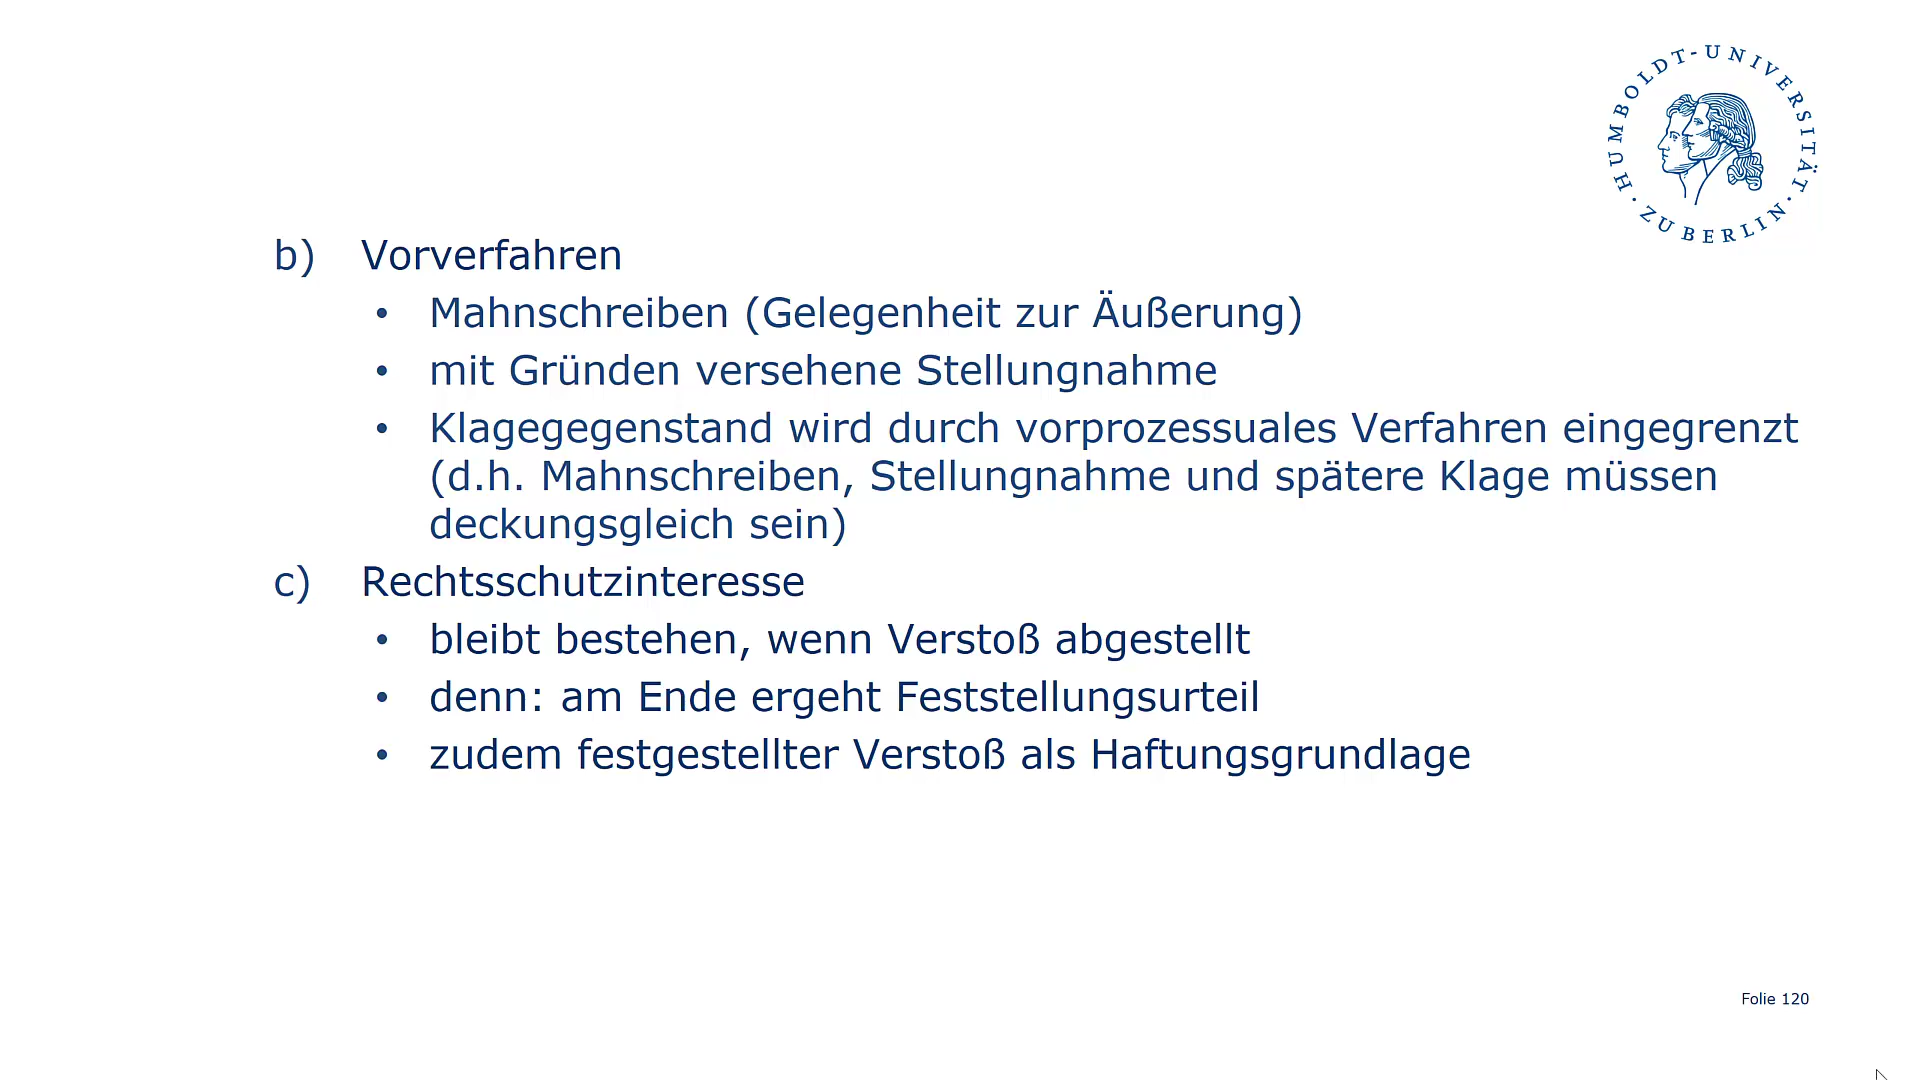 HUMBOLDT-UNIVERSITÄT · ZU BERLIN ·
b) Vorverfahren
• Mahnschreiben (Gelegenheit zur Äußerung)
• mit Gründen versehene Stellungnahme
• Klagegegenstand wird durch vorprozessuales Verfahren eingegrenzt
(d.h. Mahnschreiben, Stellungnahme und spätere Klage müssen
deckungsgleich sein)
c) Rechtsschutzinteresse
• bleibt bestehen, wenn Verstoß abgestellt
• denn: am Ende ergeht Feststellungsurteil
• zudem festgestellter Verstoß als Haftungsgrundlage
Folie 120